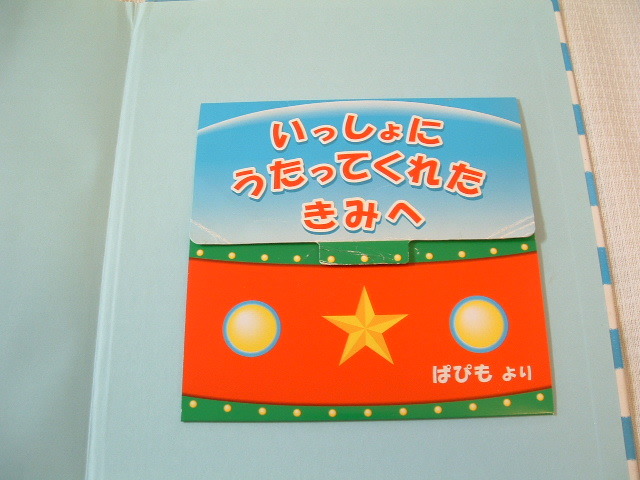 いっしょに
うたってくれた
きみへ
ぱぴも より